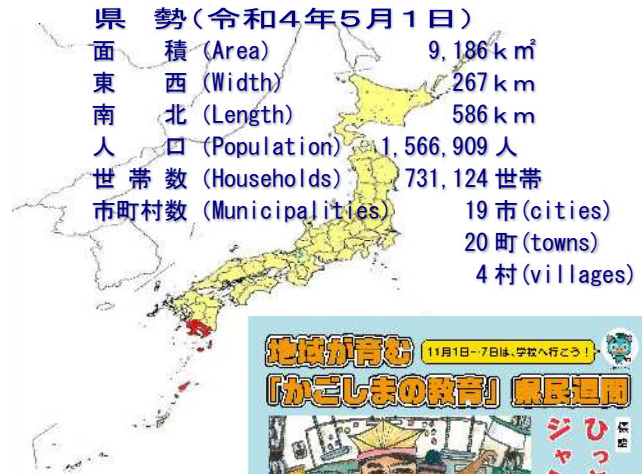 県 勢(令和4年5月1日)
面 積 (Area) 9,186ｋ㎡
東 西 (Width) 267ｋｍ
南 北 (Length) 586ｋｍ
人 口 (Population) 1,566,909 人
世 帯 数 (Households) 731,124 世帯
市町村数 (Municipalities) 19 市(cities)
20 町(towns)
4 村(villages)
地域が育む
11月1日~7日は、学校へ行こう!
「かごしまの教育」県民週間
ひっ
ジャ